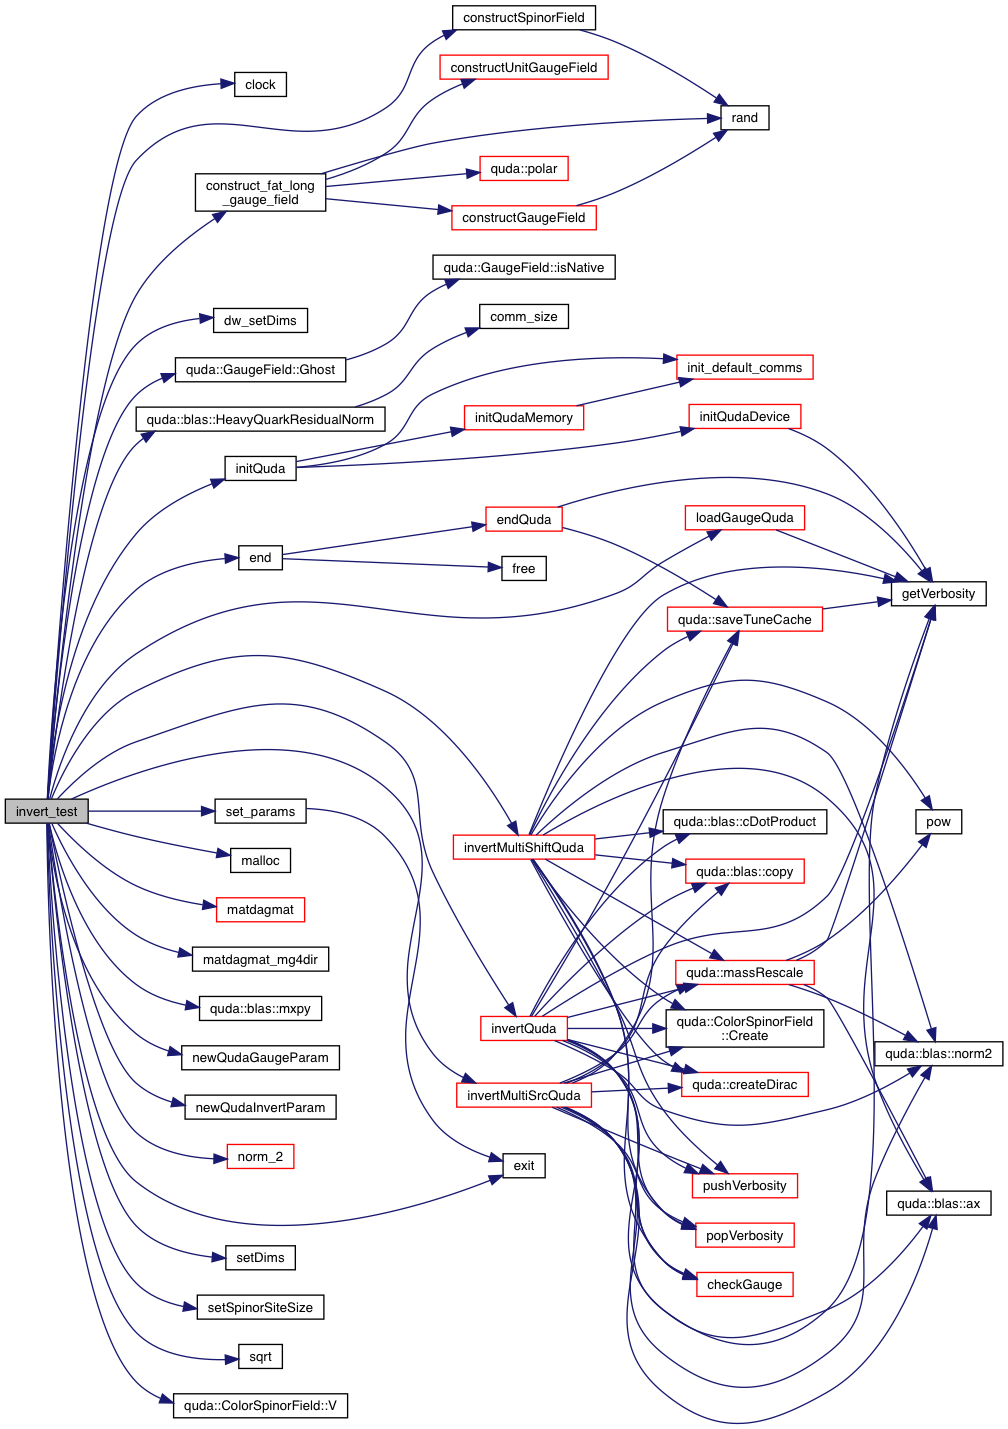 constructSpinorField
constructUnitGaugeField
clock
rand
quda::polar
construct_fat_long
_gauge_field
constructGaugeField
quda::GaugeField::isNative
dw_setDims
comm_size
quda::GaugeField::Ghost
init_default_comms
quda::blas::HeavyQuarkResidualNorm
initQudaMemory
initQudaDevice
initQuda
endQuda
loadGaugeQuda
end
free
getVerbosity
quda::saveTuneCache
invert_test
set_params
quda::blas::cDotProduct
pow
invertMultiShiftQuda
malloc
quda::blas::copy
matdagmat
matdagmat_mg4dir
quda::massRescale
quda::blas::mxpy
invertQuda
quda::ColorSpinorField
::Create
newQudaGaugeParam
quda::blas::norm2
quda::createDirac
invertMultiSrcQuda
newQudaInvertParam
norm_2
exit
pushVerbosity
quda::blas::ax
popVerbosity
setDims
checkGauge
setSpinorSiteSize
sqrt
quda::ColorSpinorField::V